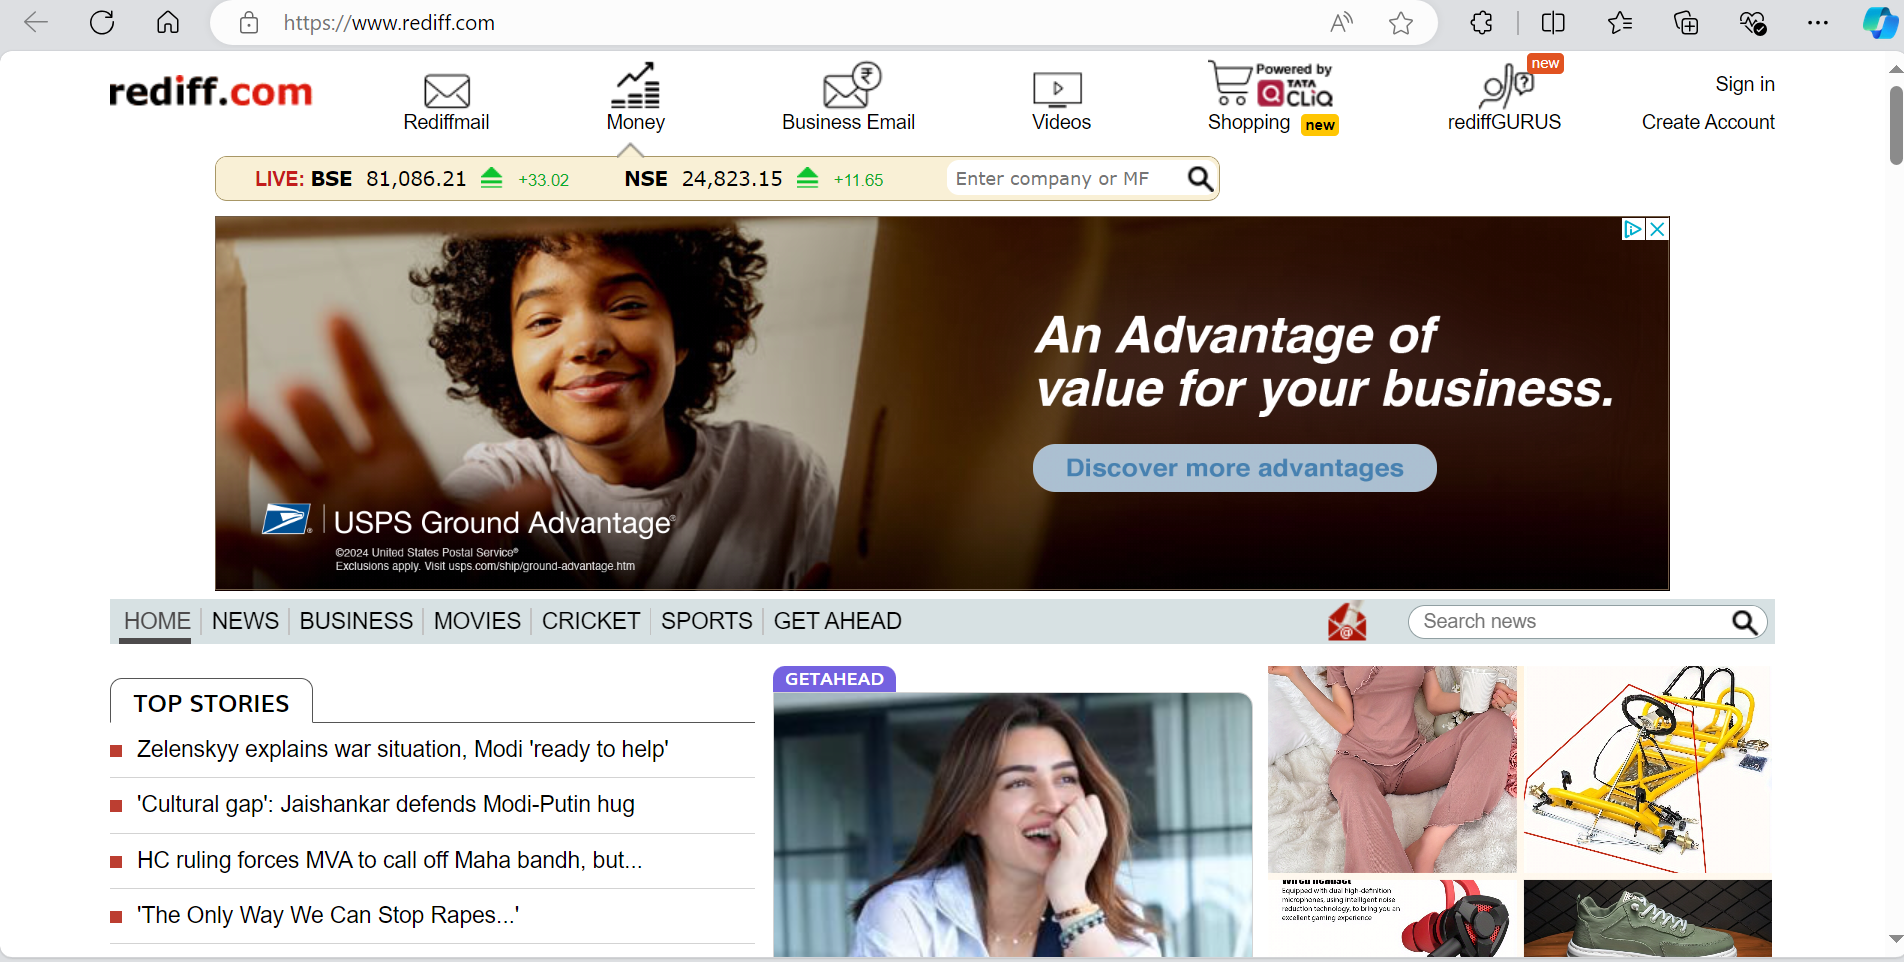 https://www.rediff.com
rediff.com
Rediffmail
Money
Business Email
Videos
Powered by
TATA
CLiQ
Shopping new
new
rediffGURUS
Sign in
Create Account
LIVE: BSE 81,086.21 +33.02 NSE 24,823.15 +11.65 Enter company or MF
An Advantage of
value for your business.
Discover more advantages
USPS Ground Advantage®
©2024 United States Postal Service®
Exclusions apply. Visit usps.com/ship/ground-advantage.htm
HOME NEWS BUSINESS MOVIES CRICKET SPORTS GET AHEAD
Search news
TOP STORIES
Zelenskyy explains war situation, Modi 'ready to help'
'Cultural gap': Jaishankar defends Modi-Putin hug
HC ruling forces MVA to call off Maha bandh, but...
'The Only Way We Can Stop Rapes...'
GETAHEAD
Equipped with dual high-definition
microphones, using intelligent noise
reduction technology, to bring you an
excellent gaming experience